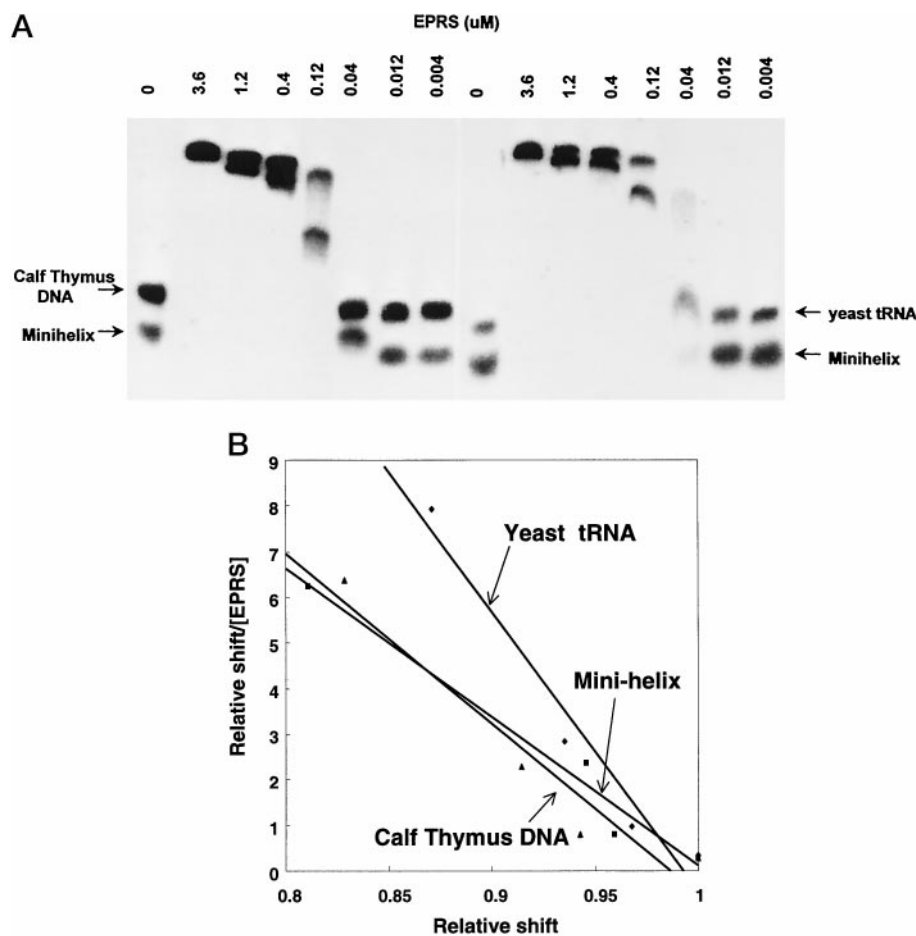 A
EPRS (uM)
0 3.6 1.2 0.4 0.12 0.04 0.012 0.004 0 3.6 1.2 0.4 0.12 0.04 0.012 0.004
Calf Thymus
DNA
Minihelix
yeast tRNA
Minihelix
B
9
8
7
6
5
4
3
2
1
0
Relative shift/[EPRS]
Yeast tRNA
Mini-helix
Calf Thymus DNA
0.8 0.85 0.9 0.95 1
Relative shift